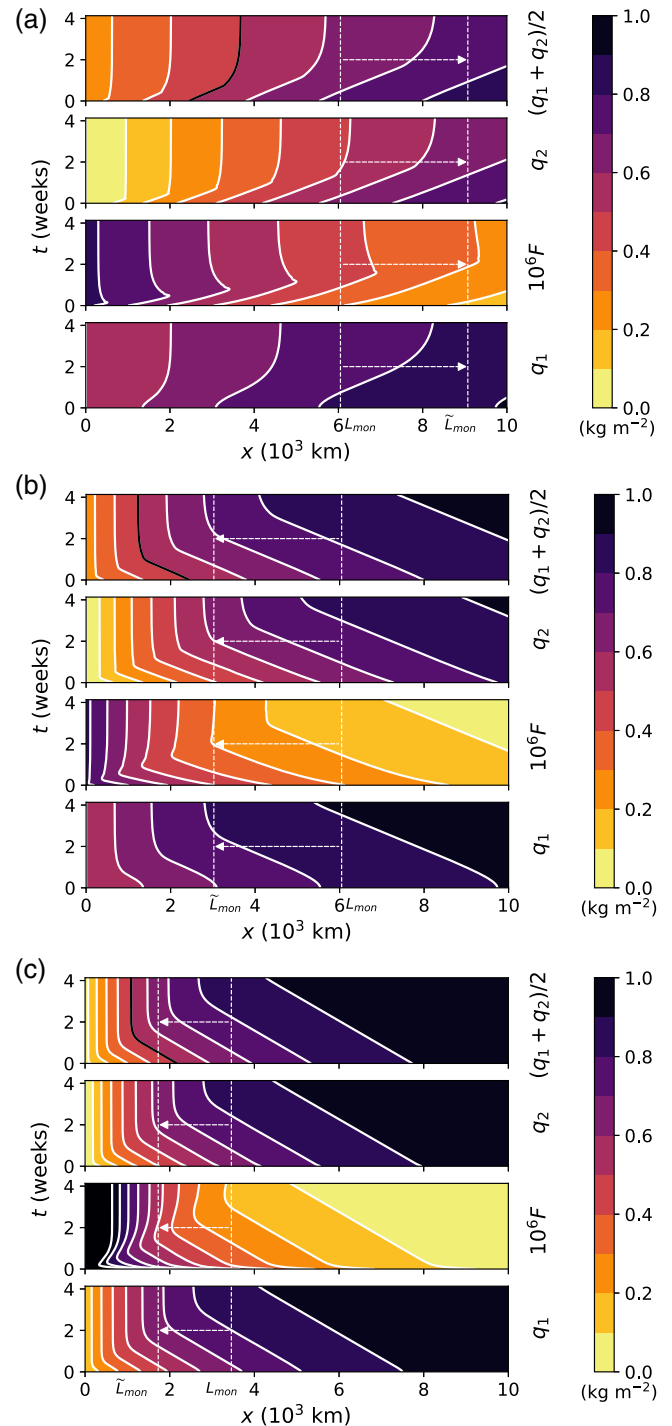 (a)
4
2
0
(q₁ + q₂)/2
4
2
0
q₂
4
2
0
10⁶F
4
2
0
q₁
t (weeks)
0 2 4 6 L_mon 8 L̃_mon 10
x (10³ km)
1.0
0.8
0.6
0.4
0.2
0.0
(kg m⁻²)
(b)
4
2
0
(q₁ + q₂)/2
4
2
0
q₂
4
2
0
10⁶F
4
2
0
q₁
t (weeks)
0 2 L̃_mon 4 6 L_mon 8 10
x (10³ km)
1.0
0.8
0.6
0.4
0.2
0.0
(kg m⁻²)
(c)
4
2
0
(q₁ + q₂)/2
4
2
0
q₂
4
2
0
10⁶F
4
2
0
q₁
t (weeks)
0 L̃_mon 2 L_mon 4 6 8 10
x (10³ km)
1.0
0.8
0.6
0.4
0.2
0.0
(kg m⁻²)